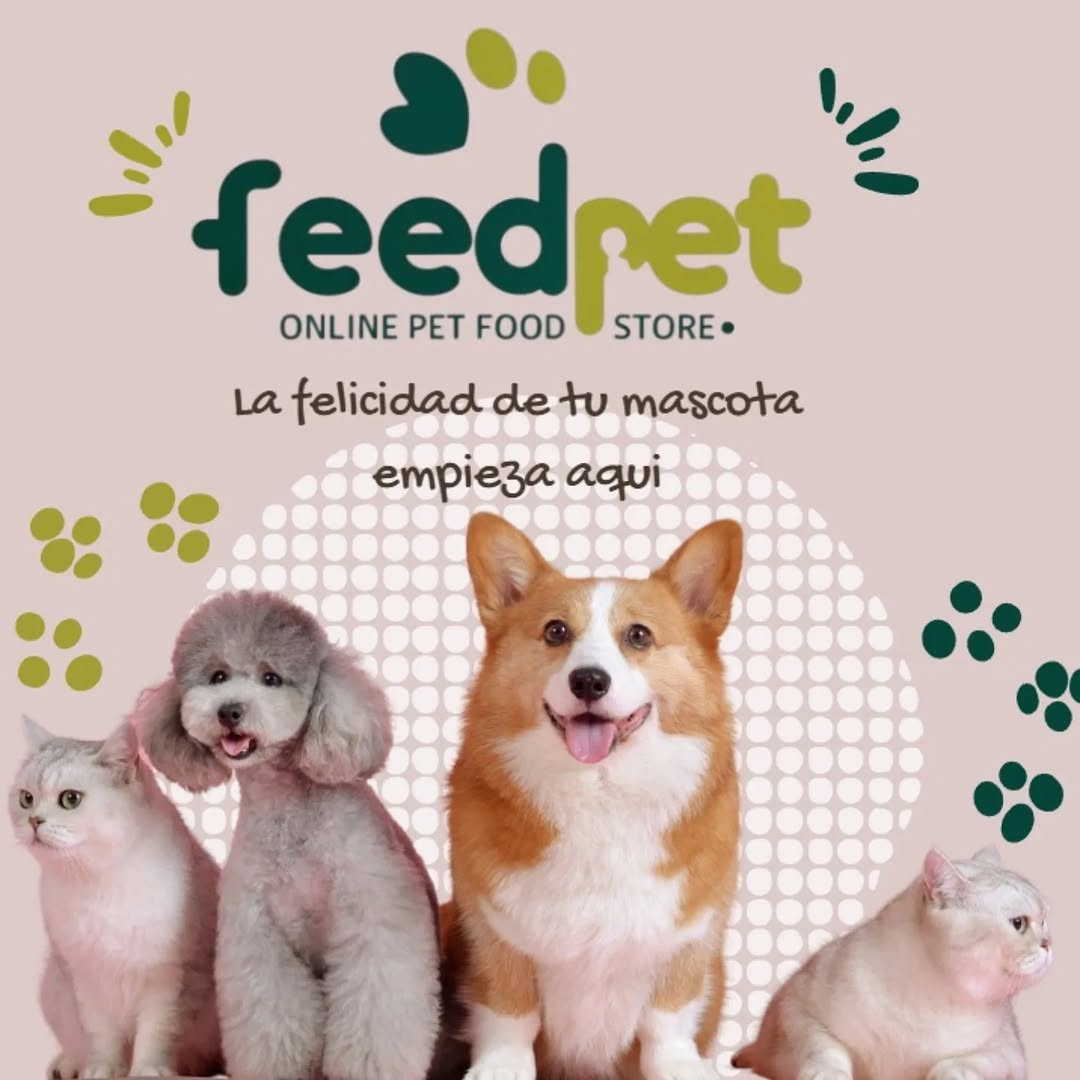 feedpet
ONLINE PET FOOD STORE•
La felicidad de tu mascota
empieza aqui